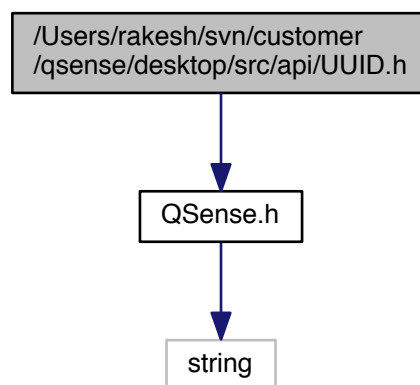 /Users/rakesh/svn/customer
/qsense/desktop/src/api/UUID.h
QSense.h
string